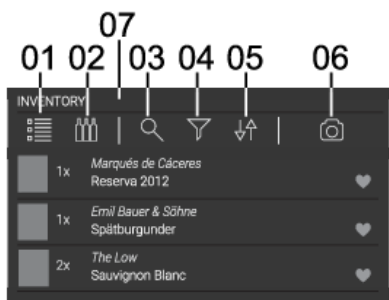 07
01 02 03 04 05 06
INVENTORY
1x Marqués de Cáceres
Reserva 2012
1x Emil Bauer & Söhne
Spätburgunder
2x The Low
Sauvignon Blanc